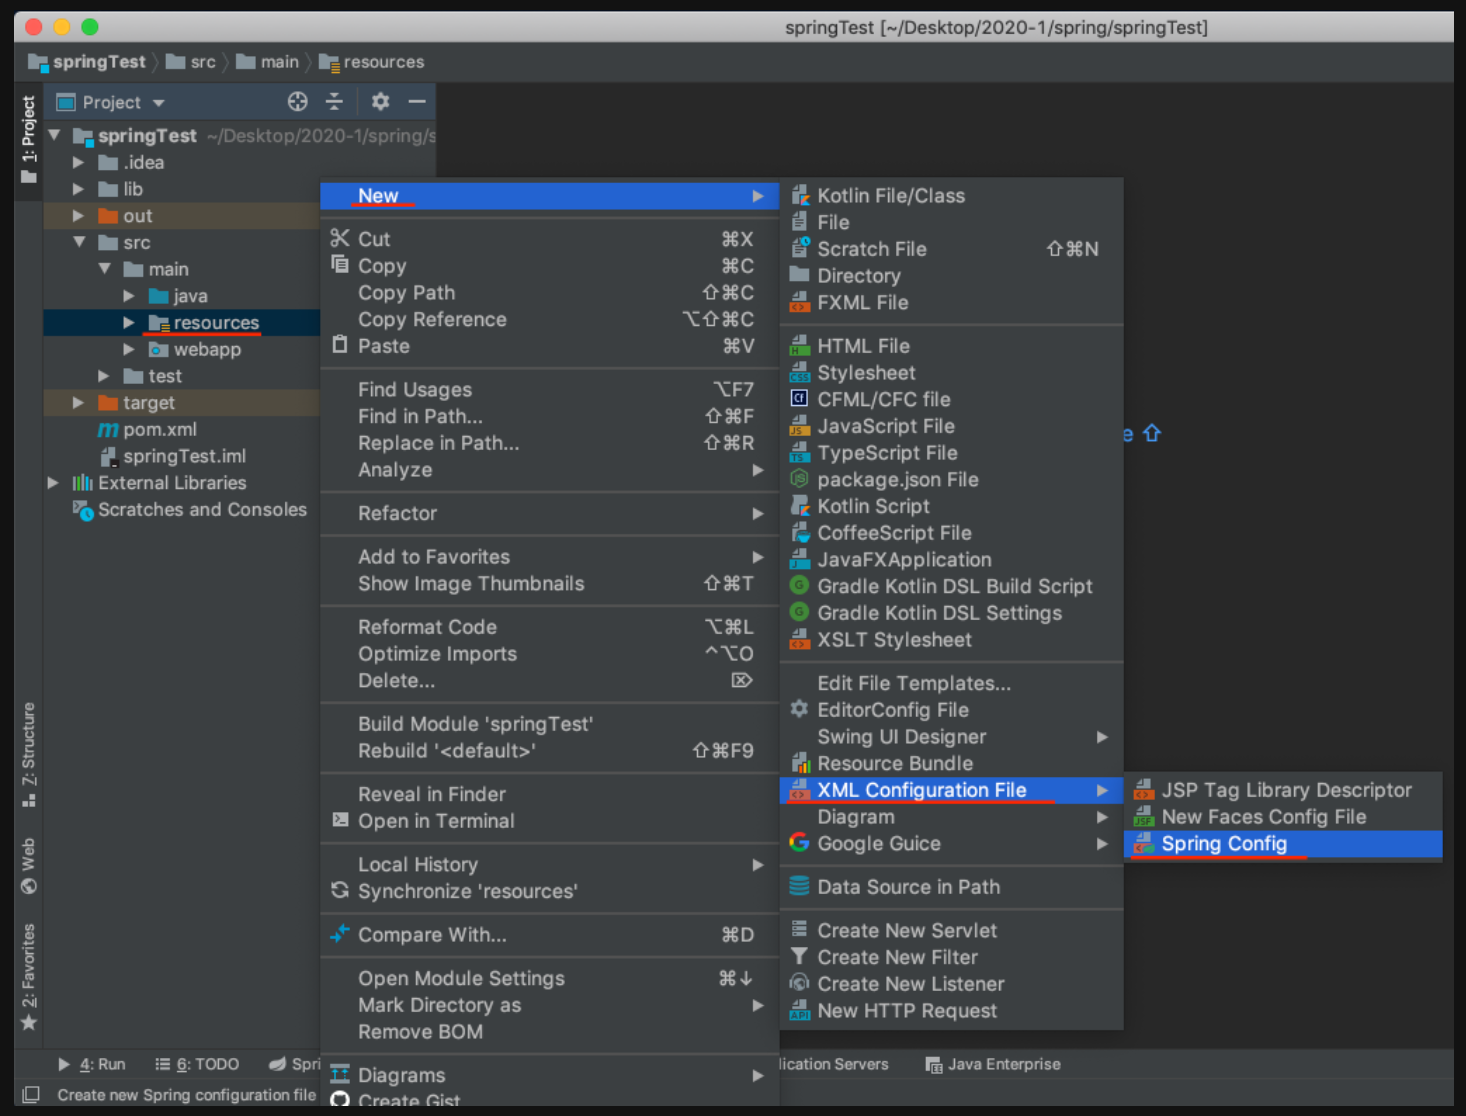 springTest [~/Desktop/2020-1/spring/springTest]
springTest src main resources
1: Project
Project
springTest ~/Desktop/2020-1/spring/s
.idea
lib
out
src
main
java
resources
webapp
test
target
pom.xml
springTest.iml
External Libraries
Scratches and Consoles
New
Cut ⌘X
Copy ⌘C
Copy Path ⇧⌘C
Copy Reference ⌥⇧⌘C
Paste ⌘V
Find Usages ⌥F7
Find in Path... ⇧⌘F
Replace in Path... ⇧⌘R
Analyze
Refactor
Add to Favorites
Show Image Thumbnails ⇧⌘T
Reformat Code ⌥⌘L
Optimize Imports ^⌥O
Delete... ⌦
Build Module 'springTest'
Rebuild '<default>' ⇧⌘F9
Reveal in Finder
Open in Terminal
Local History
Synchronize 'resources'
Compare With... ⌘D
Open Module Settings ⌘↓
Mark Directory as
Remove BOM
Diagrams
Create Gist
Kotlin File/Class
File
Scratch File ⇧⌘N
Directory
FXML File
HTML File
Stylesheet
CFML/CFC file
JavaScript File
TypeScript File
package.json File
Kotlin Script
CoffeeScript File
JavaFXApplication
Gradle Kotlin DSL Build Script
Gradle Kotlin DSL Settings
XSLT Stylesheet
Edit File Templates...
EditorConfig File
Swing UI Designer
Resource Bundle
XML Configuration File
Diagram
Google Guice
Data Source in Path
Create New Servlet
Create New Filter
Create New Listener
New HTTP Request
e ⇧
JSP Tag Library Descriptor
New Faces Config File
Spring Config
Z: Structure
Web
2: Favorites
4: Run 6: TODO Spri lication Servers Java Enterprise
Create new Spring configuration file